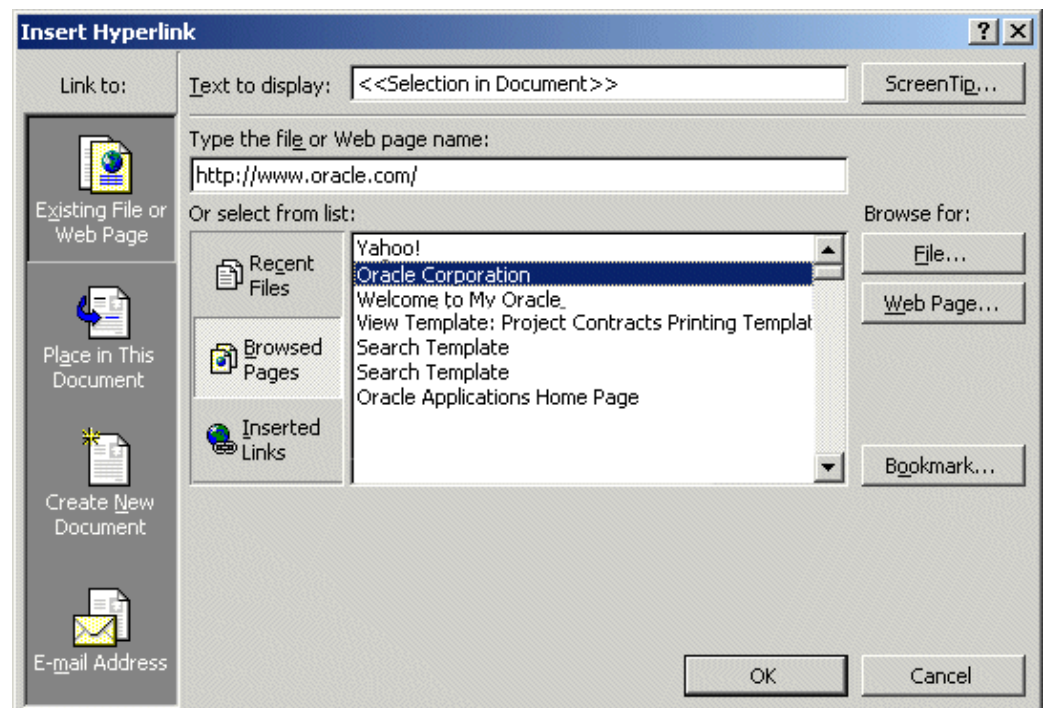 Insert Hyperlink
Link to:
Text to display:
<<Selection in Document>>
ScreenTip...
Type the file or Web page name:
http://www.oracle.com/
Existing File or
Web Page
Or select from list:
Browse for:
Recent
Files
Yahoo!
Oracle Corporation
Welcome to My Oracle_
View Template: Project Contracts Printing Templat
Search Template
Search Template
Oracle Applications Home Page
File...
Web Page...
Place in This
Document
Browsed
Pages
Inserted
Links
Bookmark...
Create New
Document
E-mail Address
OK
Cancel